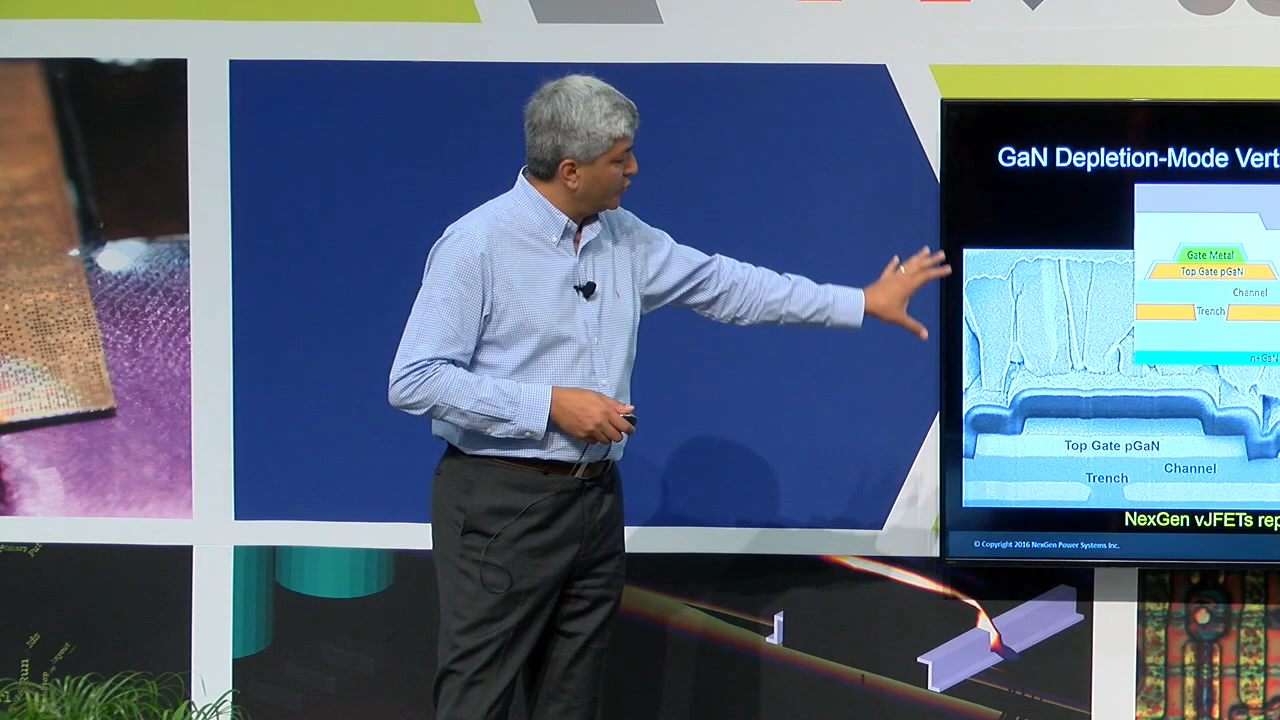 GaN Depletion-Mode Vert
Gate Metal
Top Gate pGaN
Channel
Trench
n+GaN
Top Gate pGaN
Channel
Trench
NexGen vJFETs rep
© Copyright 2016 NexGen Power Systems Inc.
Run